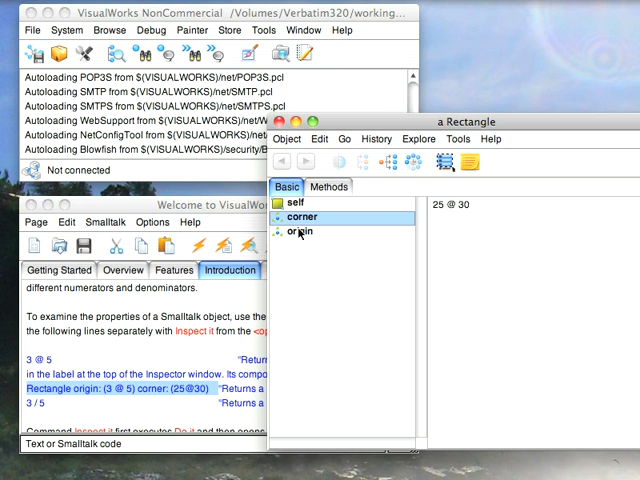 VisualWorks NonCommercial /Volumes/Verbatim320/working...
File System Browse Debug Painter Store Tools Window Help
Autoloading POP3S from $(VISUALWORKS)/net/POP3S.pcl
Autoloading SMTP from $(VISUALWORKS)/net/SMTP.pcl
Autoloading SMTPS from $(VISUALWORKS)/net/SMTPS.pcl
Autoloading WebSupport from $(VISUALWORKS)/net/W
Autoloading NetConfigTool from $(VISUALWORKS)/net
Autoloading Blowfish from $(VISUALWORKS)/security/B
Not connected
Welcome to VisualWor
Page Edit Smalltalk Options Help
Getting Started Overview Features Introduction
different numerators and denominators.
To examine the properties of a Smalltalk object, use the
the following lines separately with Inspect it from the <op
3 @ 5 "Return
in the label at the top of the Inspector window. Its compo
Rectangle origin: (3 @ 5) corner: (25@30) "Returns a
3 / 5 "Returns a
Command Inspect it first executes Do it and then opens
Text or Smalltalk code
a Rectangle
Object Edit Go History Explore Tools Help
Basic Methods
self
corner
origin
25 @ 30